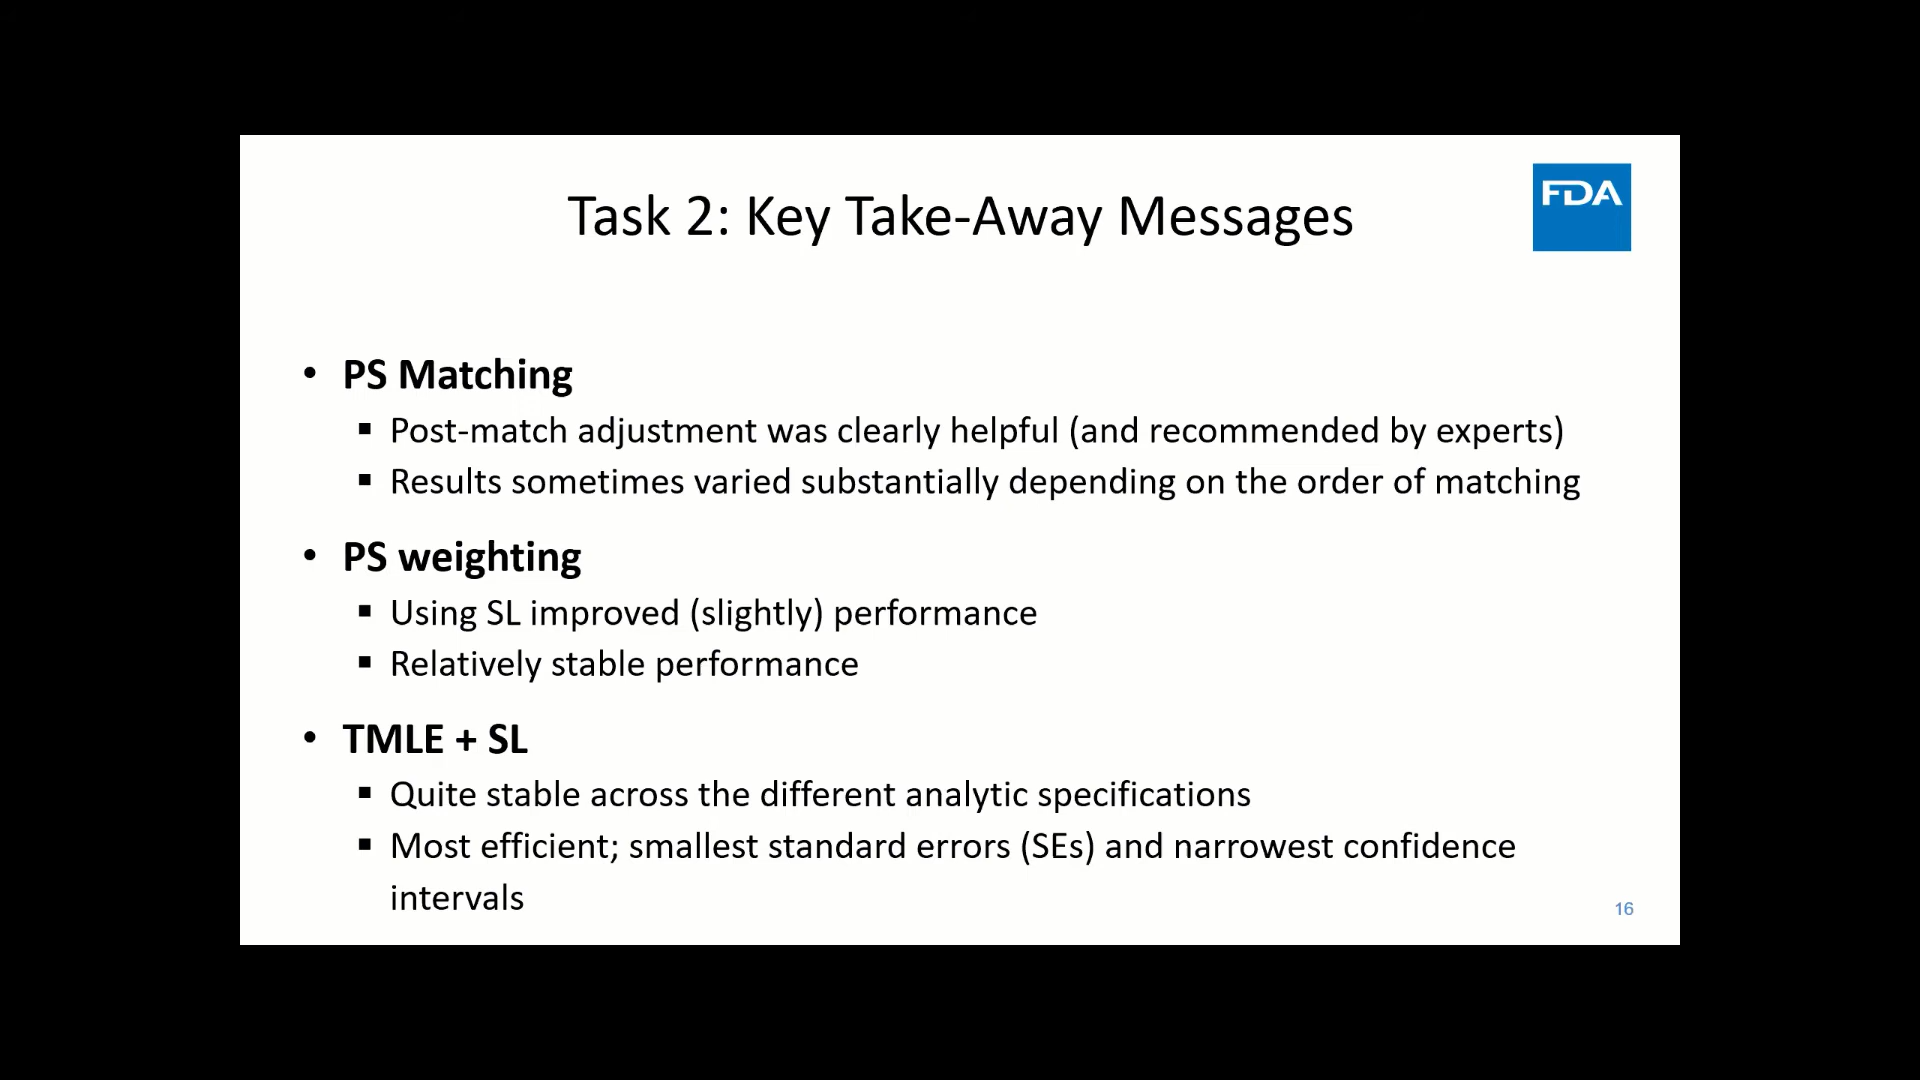 FDA
Task 2: Key Take-Away Messages
• PS Matching
▪ Post-match adjustment was clearly helpful (and recommended by experts)
▪ Results sometimes varied substantially depending on the order of matching
• PS weighting
▪ Using SL improved (slightly) performance
▪ Relatively stable performance
• TMLE + SL
▪ Quite stable across the different analytic specifications
▪ Most efficient; smallest standard errors (SEs) and narrowest confidence
intervals
16